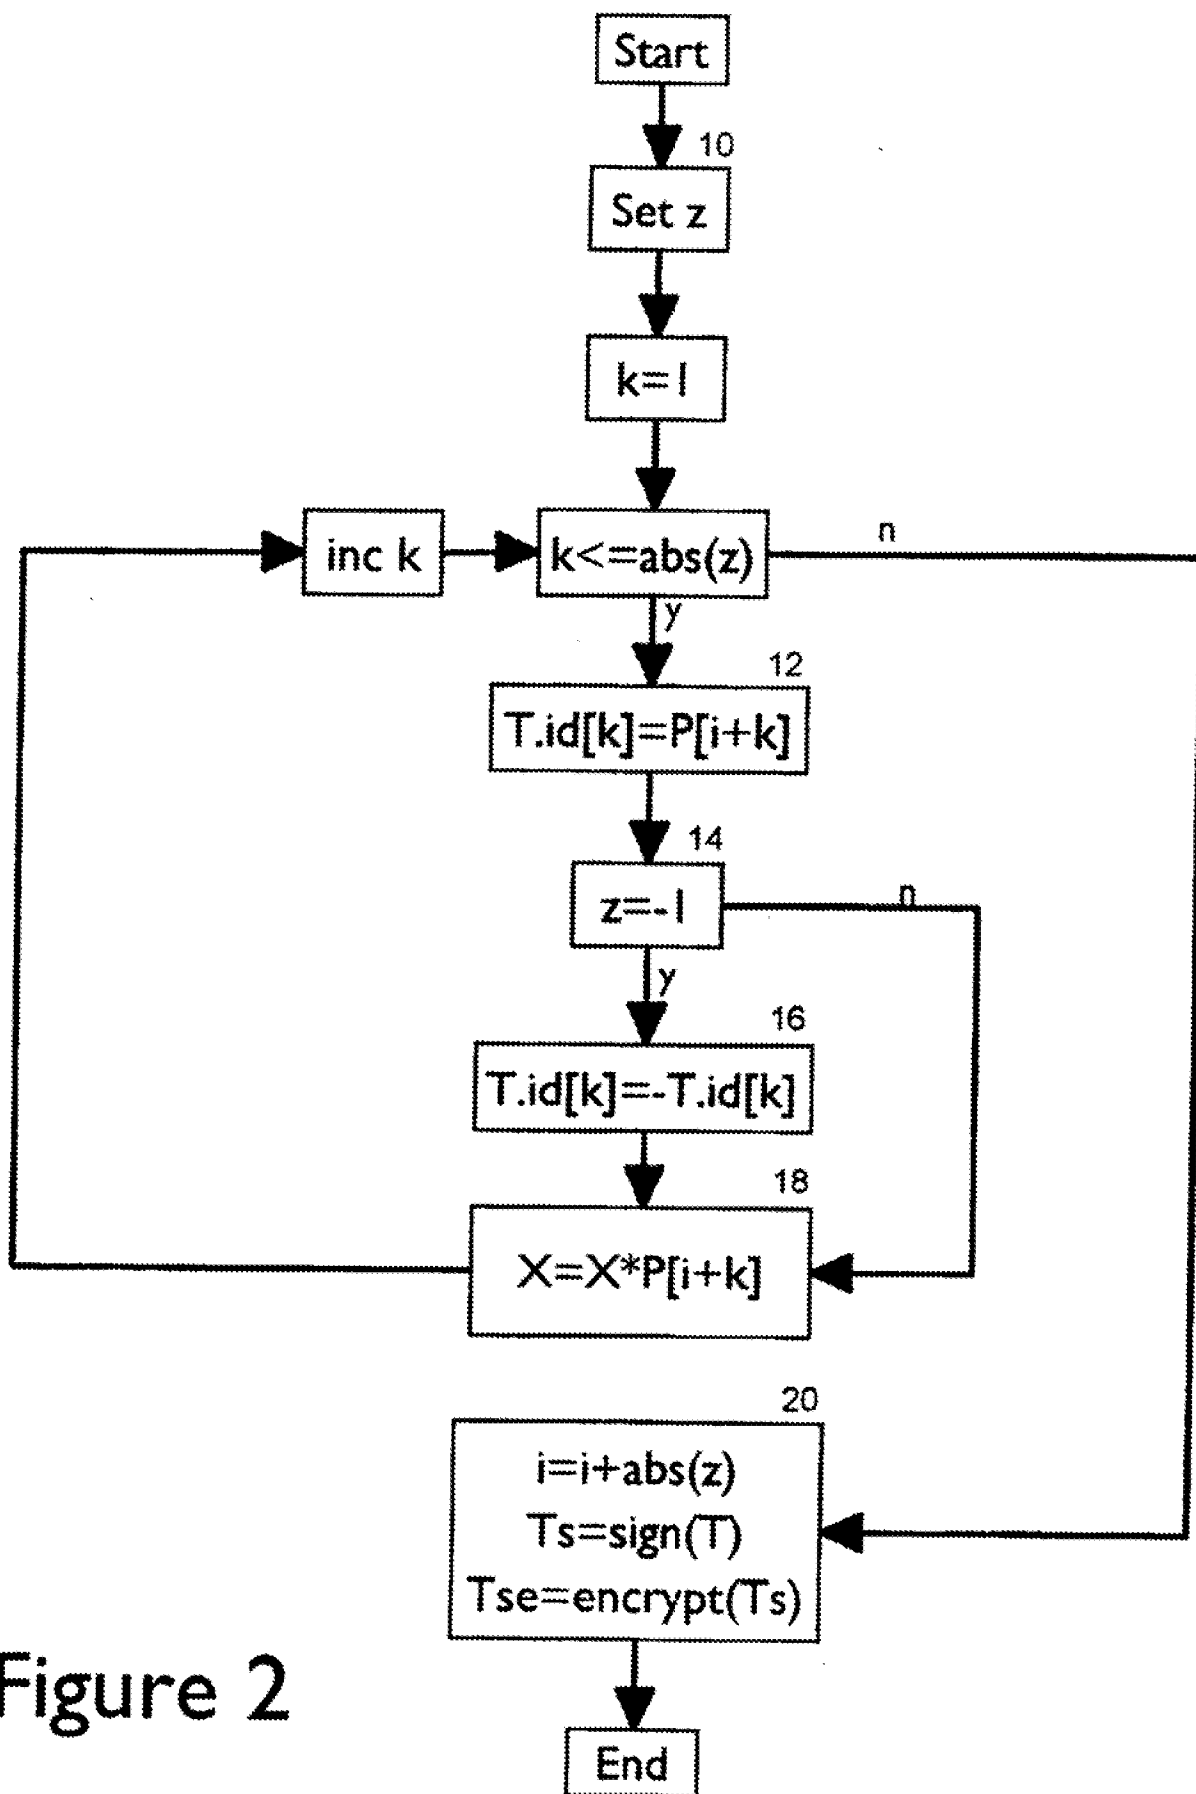 Start
10
Set z
k=1
inc k
k<=abs(z)
n
y
12
T.id[k]=P[i+k]
14
z=-1
n
y
16
T.id[k]=-T.id[k]
18
X=X*P[i+k]
20
i=i+abs(z)
Ts=sign(T)
Tse=encrypt(Ts)
Figure 2
End